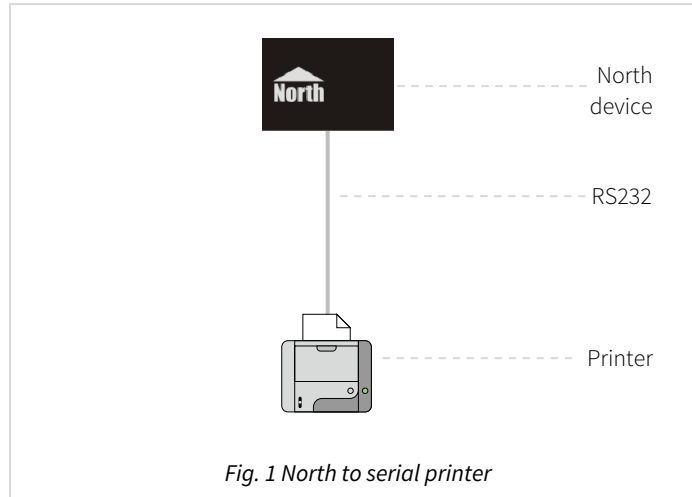 North
North
device
RS232
Printer
Fig. 1 North to serial printer